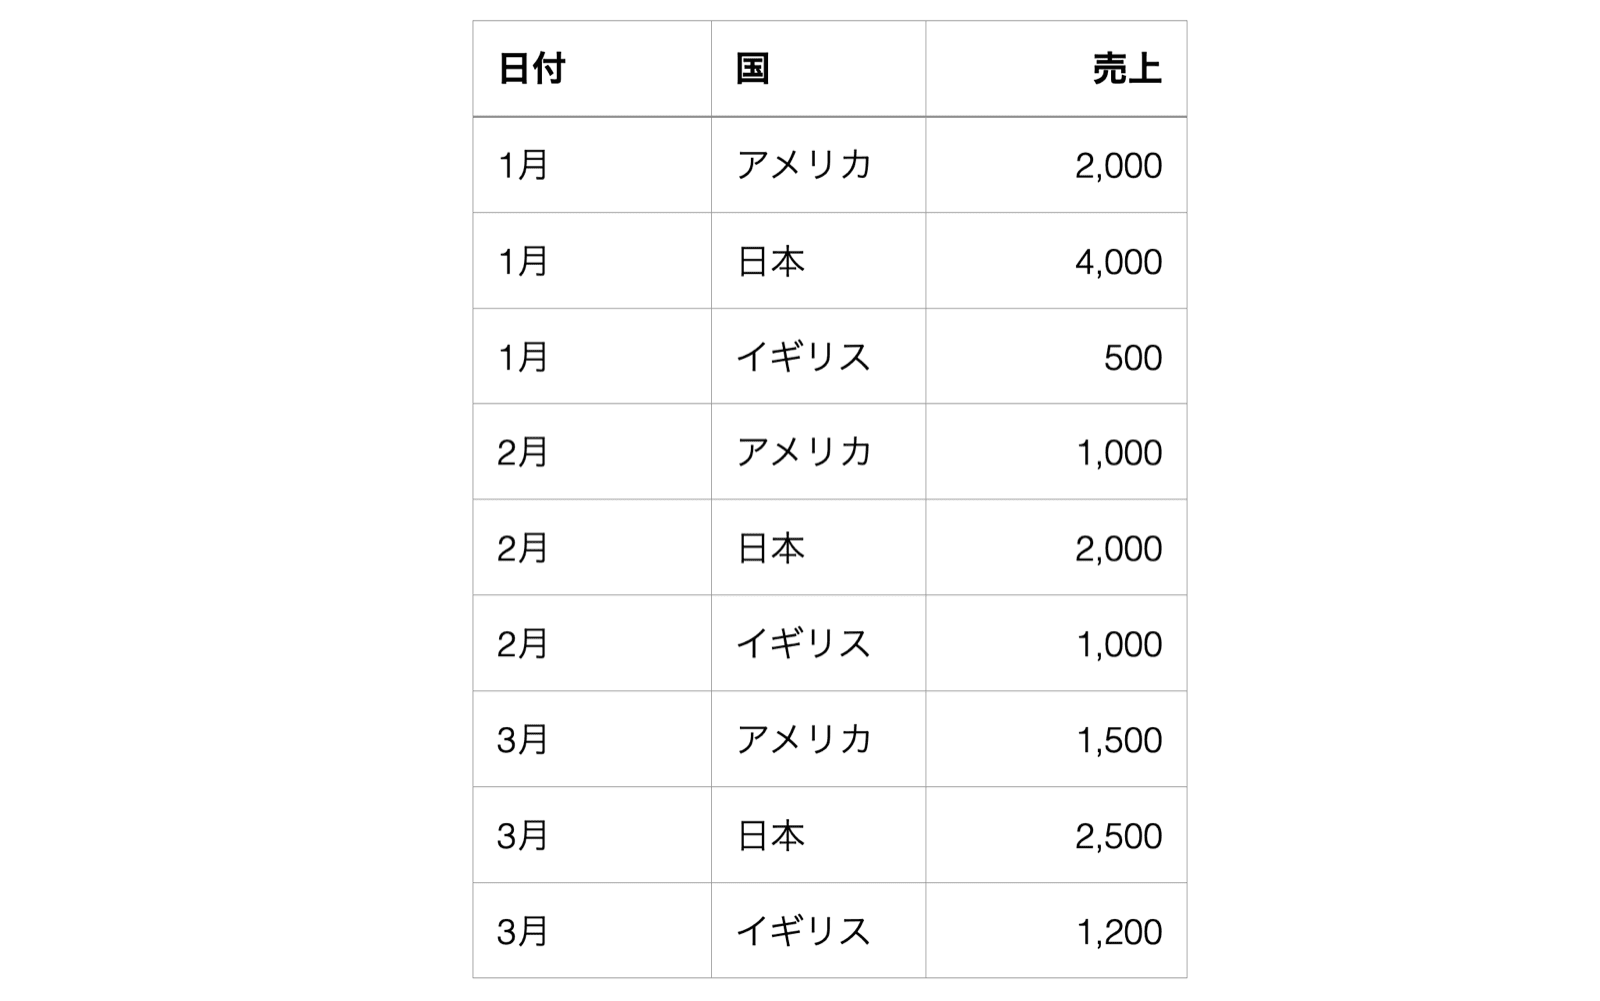 日付 国 売上
1月 アメリカ 2,000
1月 日本 4,000
1月 イギリス 500
2月 アメリカ 1,000
2月 日本 2,000
2月 イギリス 1,000
3月 アメリカ 1,500
3月 日本 2,500
3月 イギリス 1,200